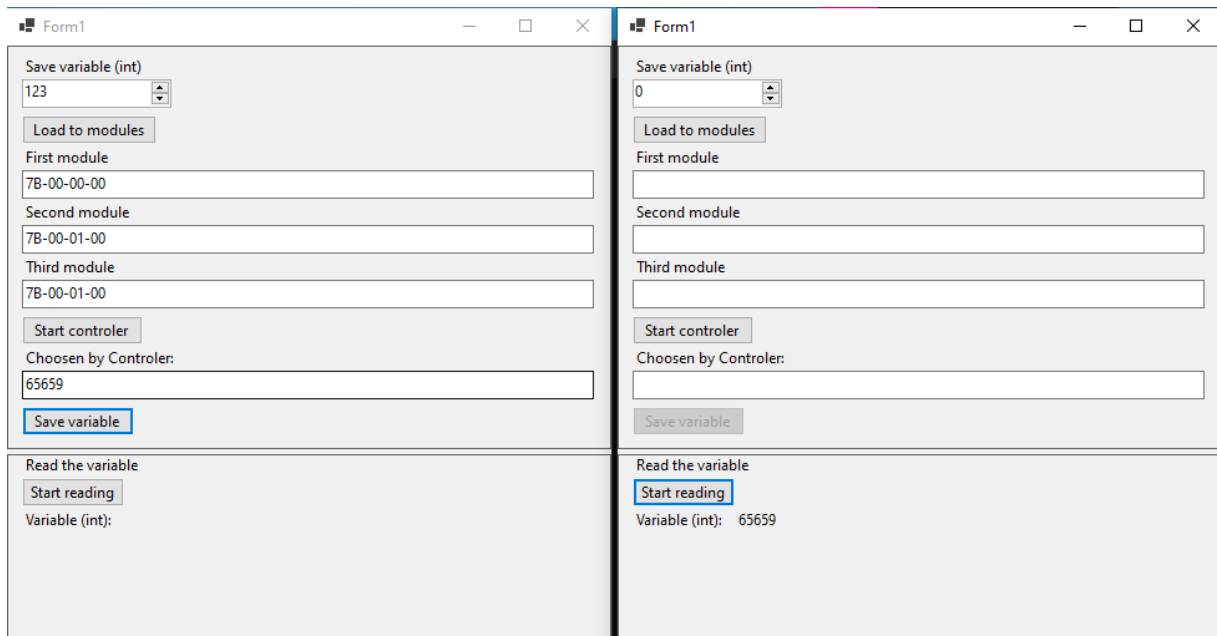 Form1
Save variable (int)
123
Load to modules
First module
7B-00-00-00
Second module
7B-00-01-00
Third module
7B-00-01-00
Start controler
Choosen by Controler:
65659
Save variable
Read the variable
Start reading
Variable (int):
Form1
Save variable (int)
0
Load to modules
First module
Second module
Third module
Start controler
Choosen by Controler:
Save variable
Read the variable
Start reading
Variable (int): 65659